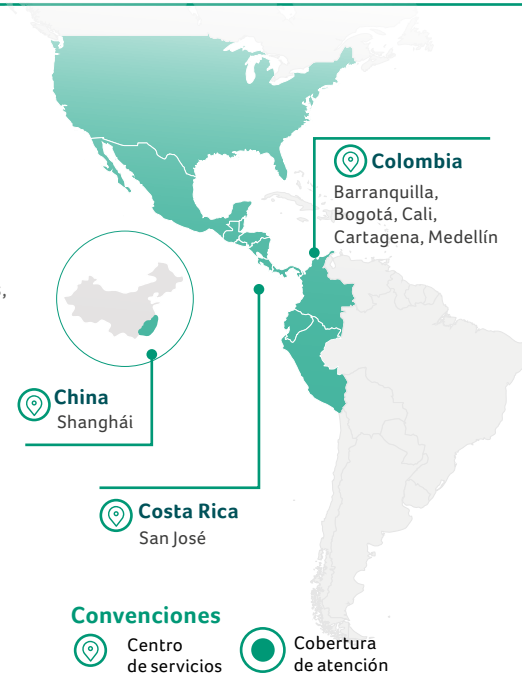 Colombia
Barranquilla,
Bogotá, Cali,
Cartagena, Medellín
China
Shanghái
Costa Rica
San José
Convenciones
Centro
de servicios
Cobertura
de atención